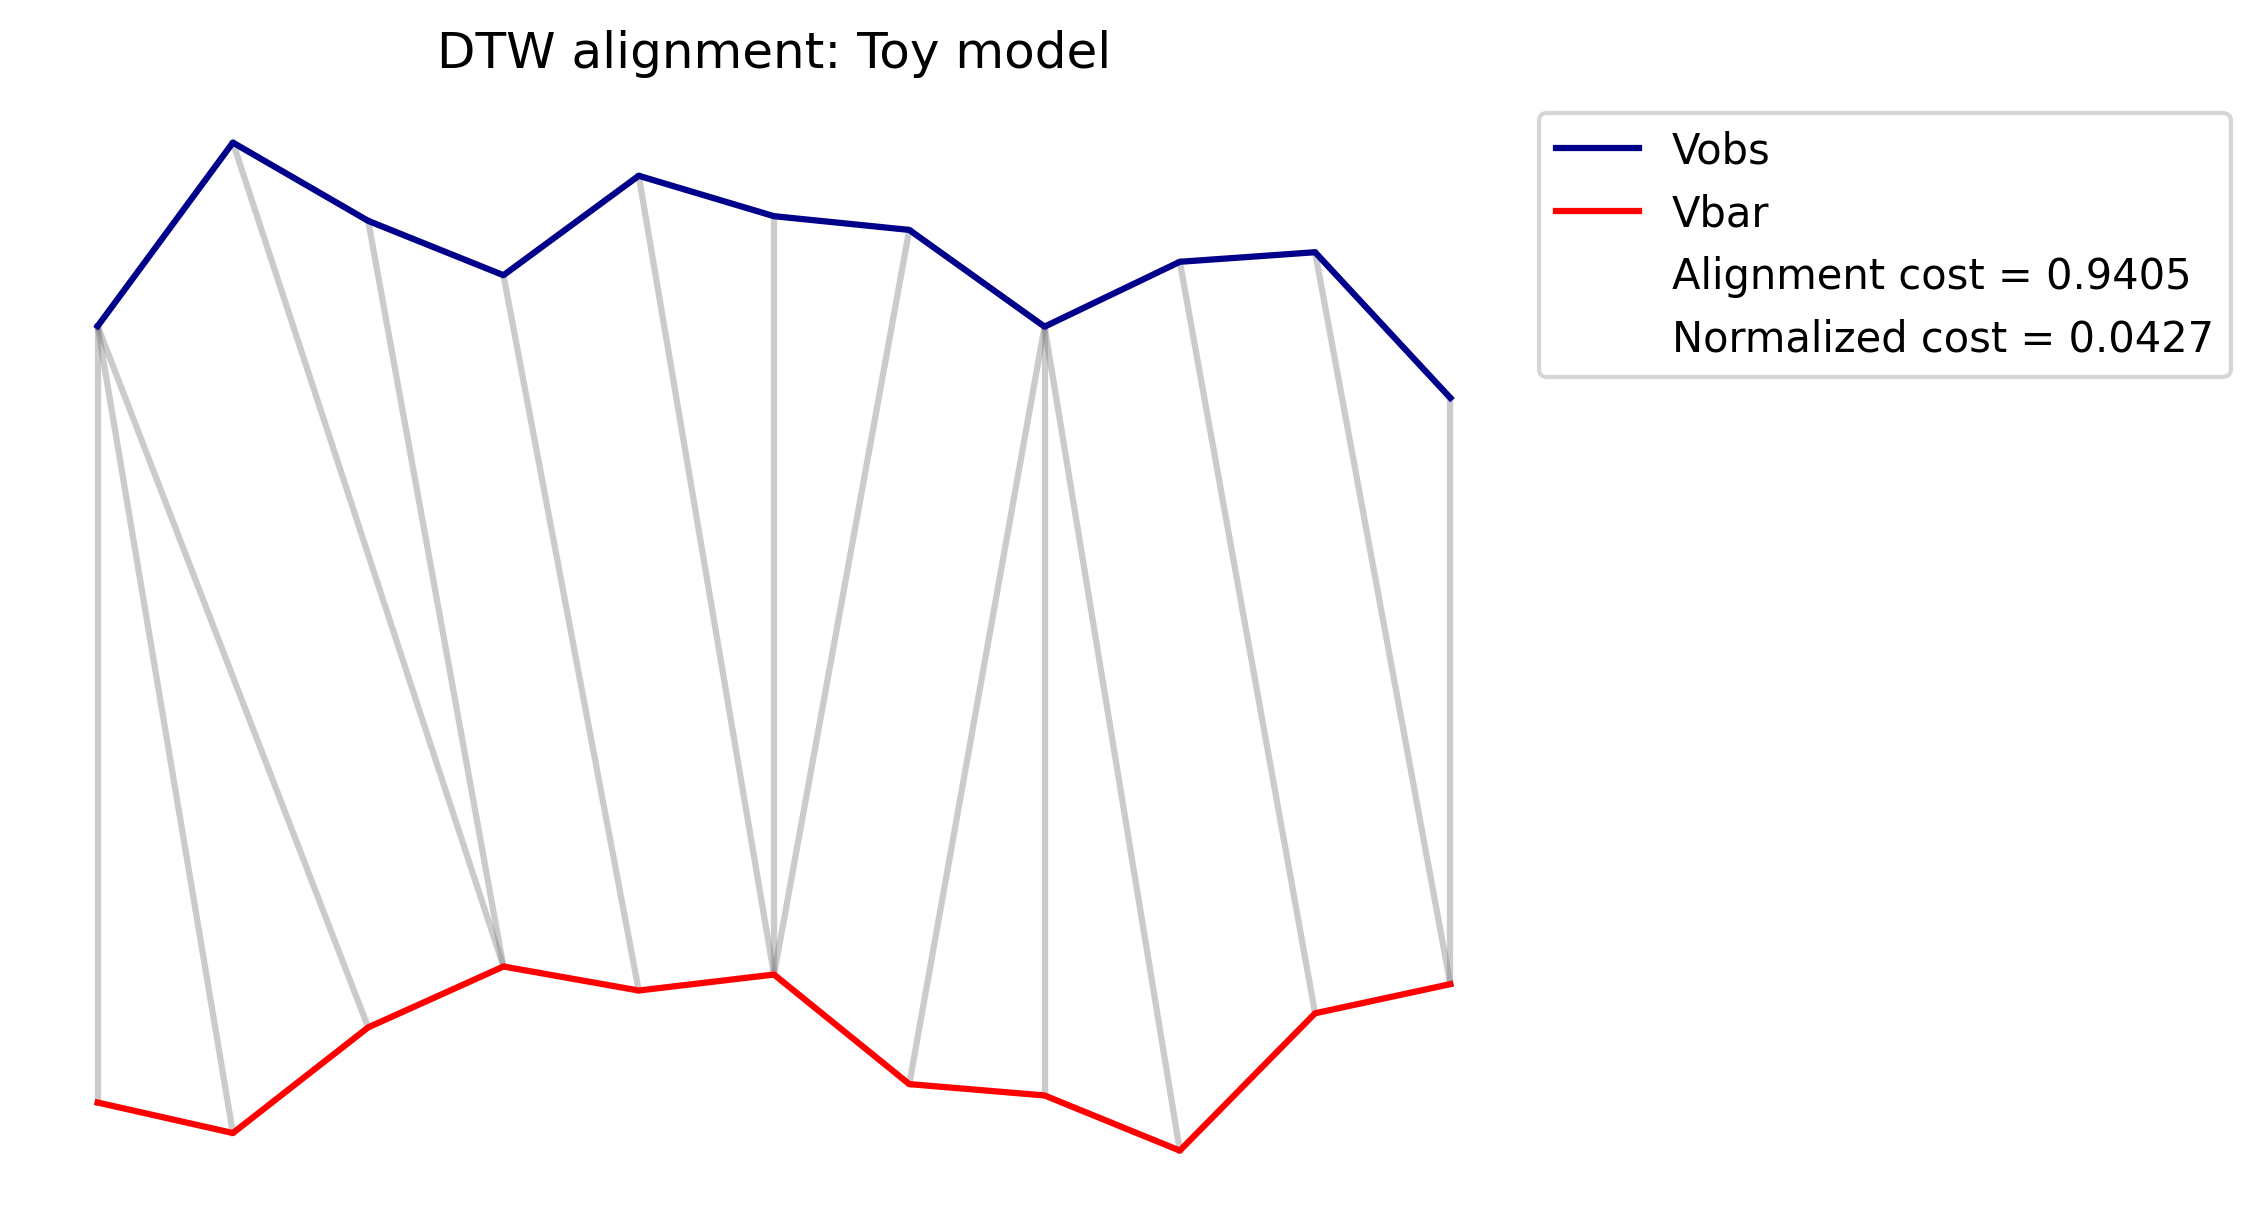 DTW alignment: Toy model
Vobs
Vbar
Alignment cost = 0.9405
Normalized cost = 0.0427